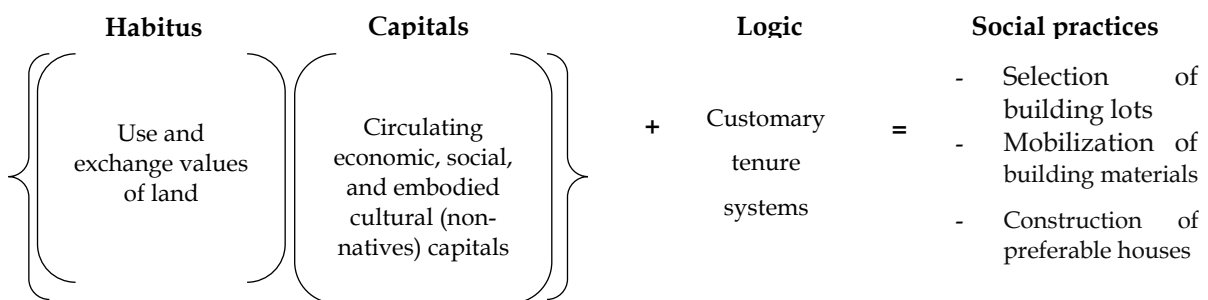 Habitus
Capitals
Logic
Social practices
Use and
exchange values
of land
Circulating
economic, social,
and embodied
cultural (non-
natives) capitals
+
Customary
tenure
systems
=
- Selection of
building lots
- Mobilization of
building materials
- Construction of
preferable houses